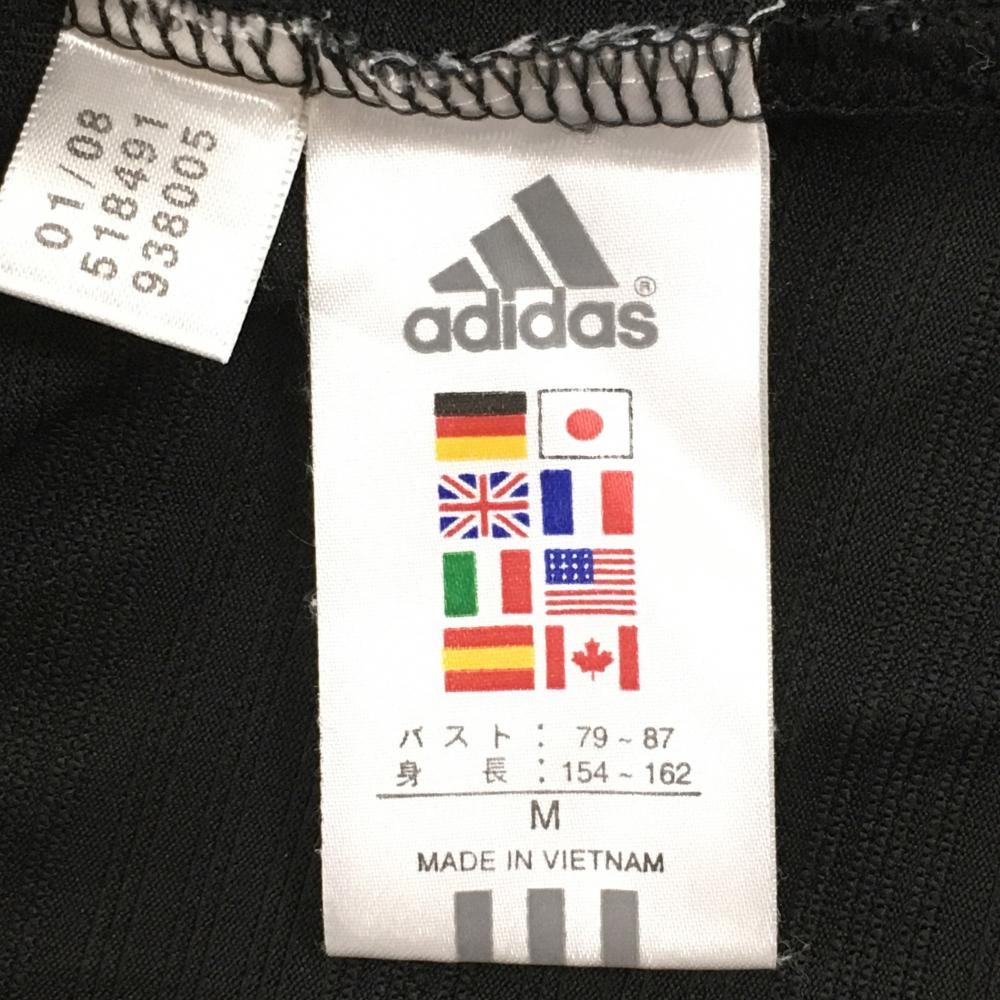 01/08
518491
938005
adidas®
バスト: 79 ~ 87
身長: 154 ~ 162
M
MADE IN VIETNAM